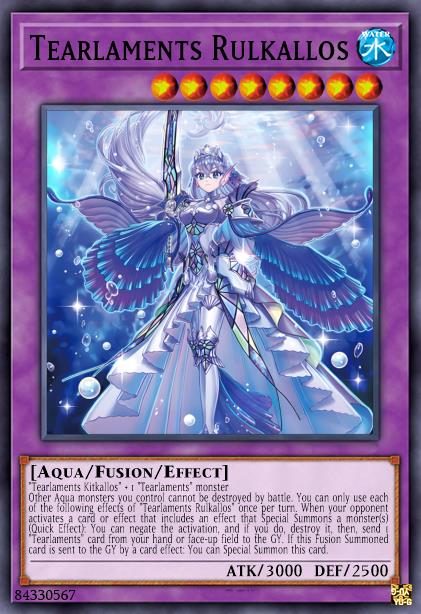 Tearlaments Rulkallos
WATER
水
[Aqua/Fusion/Effect]
"Tearlaments Kitkallos" + 1 "Tearlaments" monster
Other Aqua monsters you control cannot be destroyed by battle. You can only use each
of the following effects of "Tearlaments Rulkallos" once per turn. When your opponent
activates a card or effect that includes an effect that Special Summons a monster(s)
(Quick Effect): You can negate the activation, and if you do, destroy it, then, send 1
"Tearlaments" card from your hand or face-up field to the GY. If this Fusion Summoned
card is sent to the GY by a card effect: You can Special Summon this card.
ATK/3000 DEF/2500
84330567